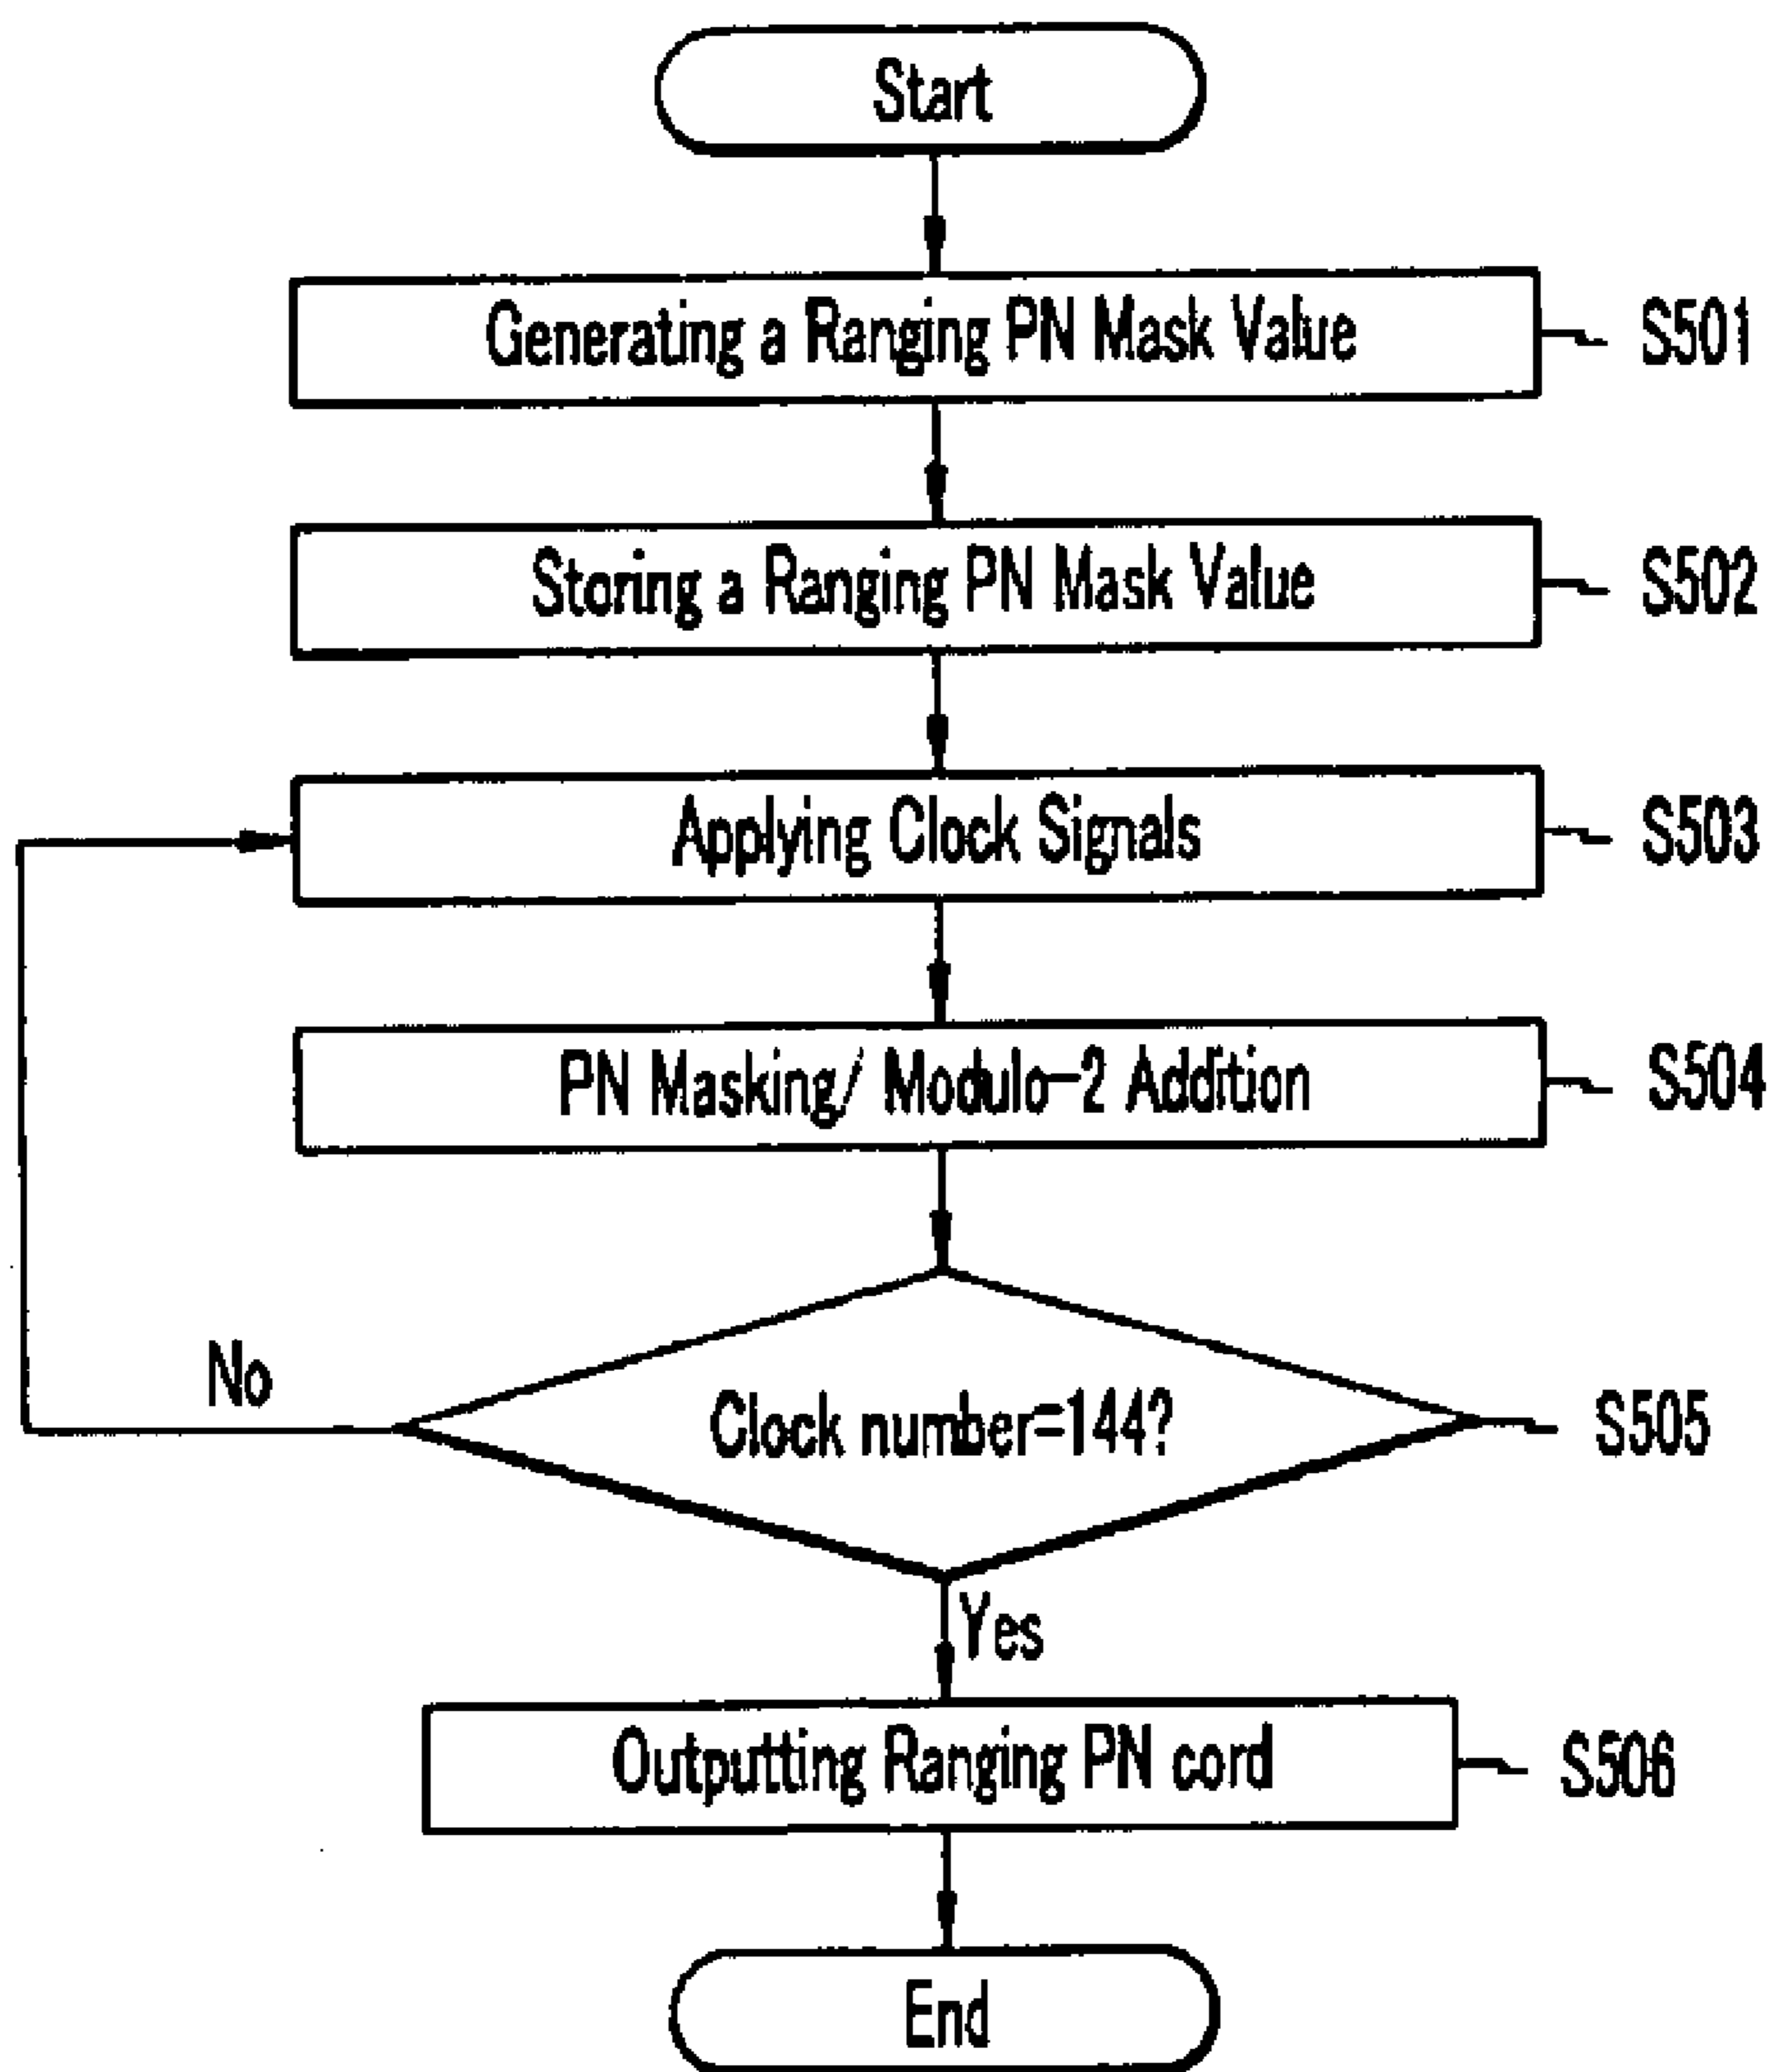 Start
Generating a Ranging PN Mask Value
S501
Storing a Ranging PN Mask Value
S502
Applying Clock Signals
S503
PN Masking/ Modulo-2 Addition
S504
No
Clock number=144?
S505
Yes
Outputting Ranging PN cord
S506
End